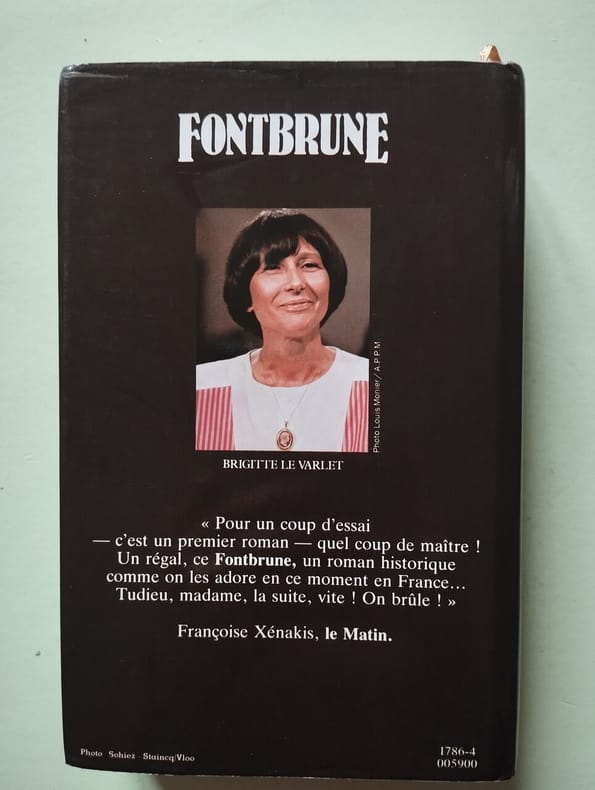 FONTBRUNE
Photo Louis Monier / A.P.P.M
BRIGITTE LE VARLET
« Pour un coup d'essai
— c'est un premier roman — quel coup de maître !
Un régal, ce Fontbrune, un roman historique
comme on les adore en ce moment en France...
Tudieu, madame, la suite, vite ! On brûle ! »
Françoise Xénakis, le Matin.
Photo Sohiez - Staincq/Vloo
1786-4
005900